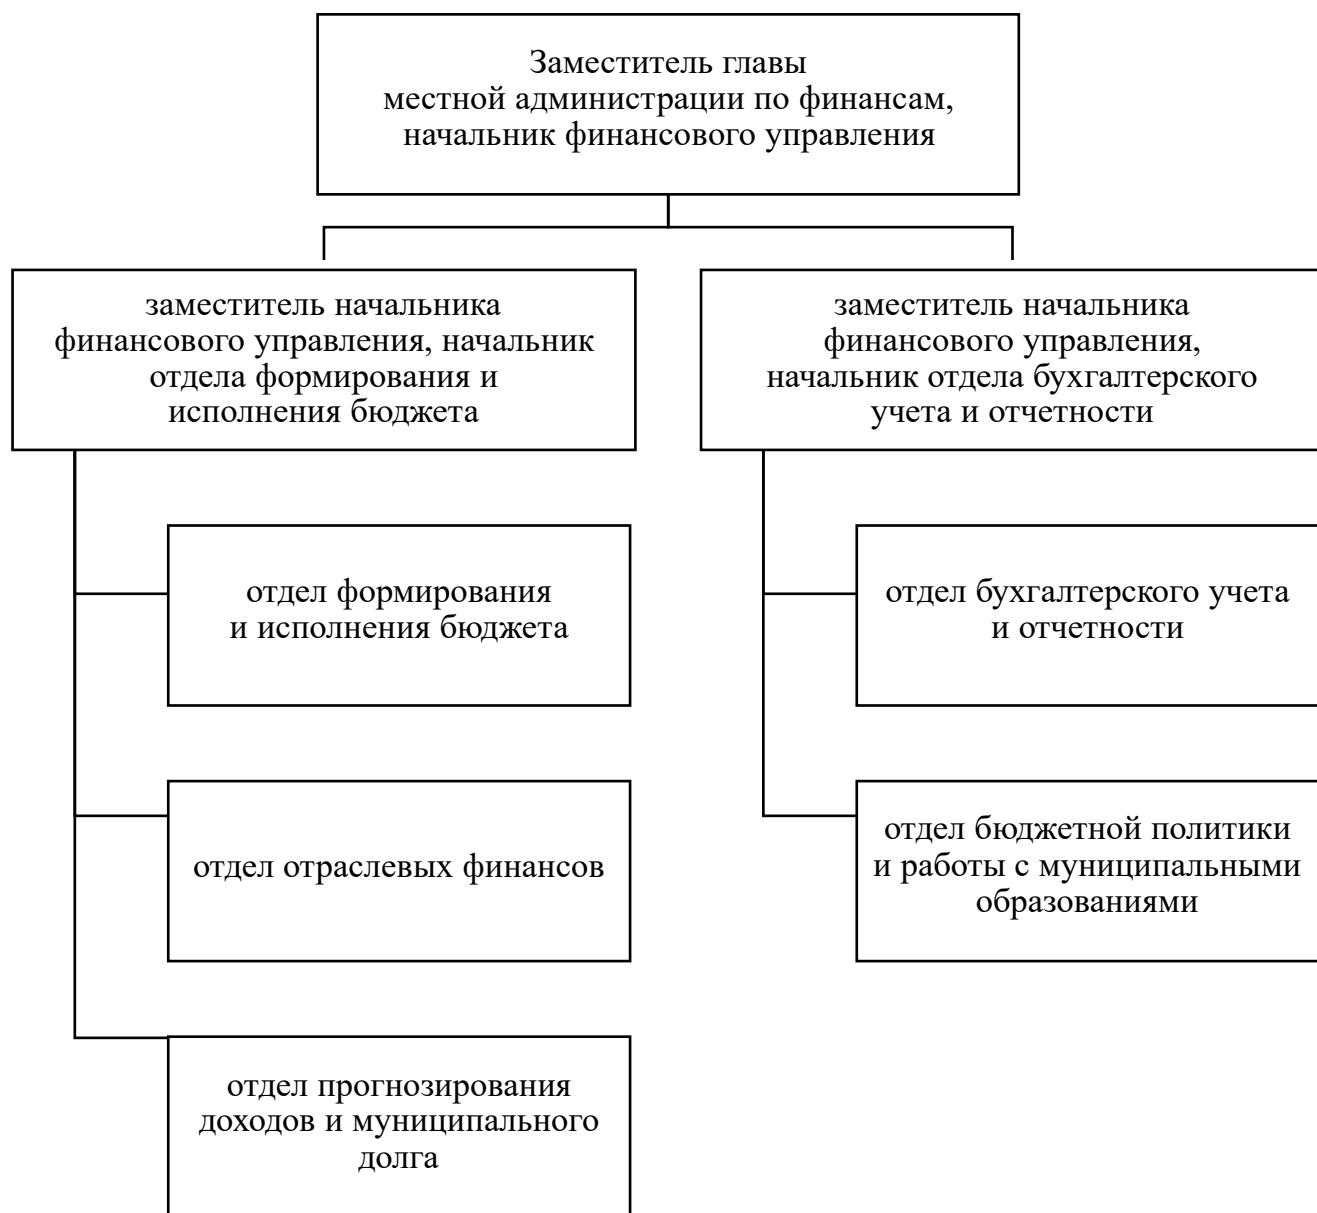 Заместитель главы
местной администрации по финансам,
начальник финансового управления
заместитель начальника
финансового управления, начальник
отдела формирования и
исполнения бюджета
заместитель начальника
финансового управления,
начальник отдела бухгалтерского
учета и отчетности
отдел формирования
и исполнения бюджета
отдел бухгалтерского учета
и отчетности
отдел отраслевых финансов
отдел бюджетной политики
и работы с муниципальными
образованиями
отдел прогнозирования
доходов и муниципального
долга